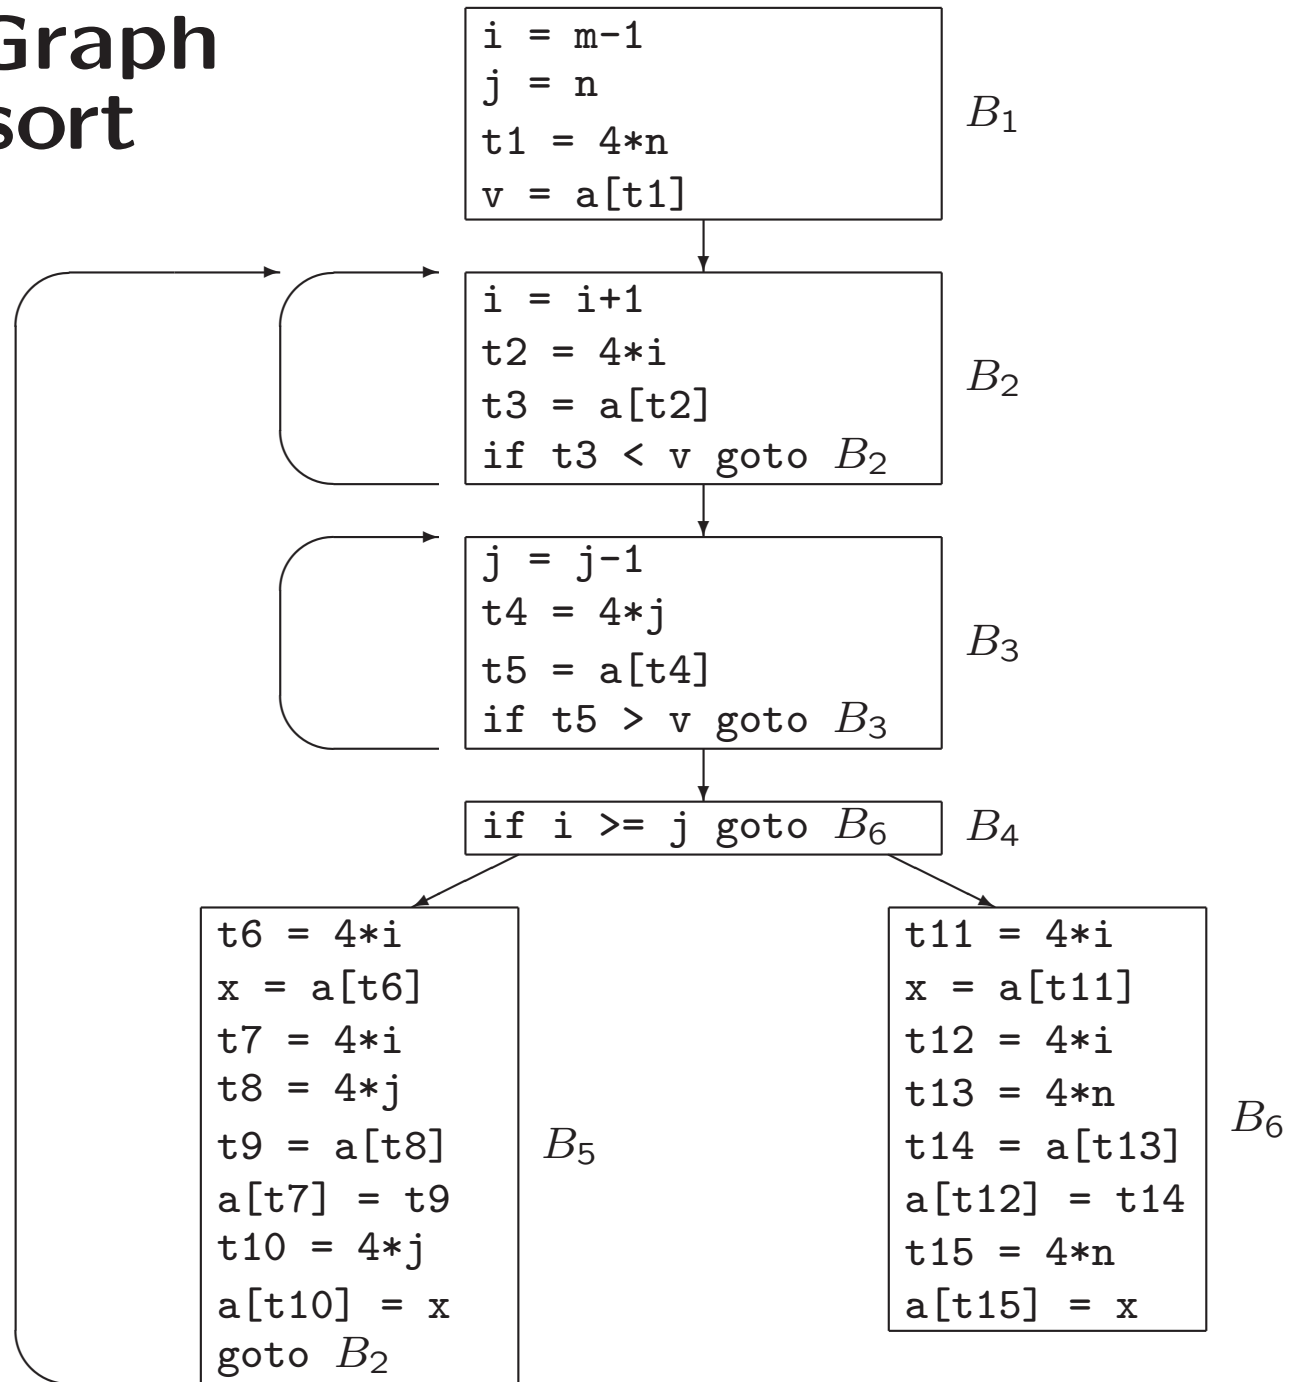 Graph
sort
i = m-1
j = n
t1 = 4*n
v = a[t1]
B1
i = i+1
t2 = 4*i
t3 = a[t2]
if t3 < v goto B2
B2
j = j-1
t4 = 4*j
t5 = a[t4]
if t5 > v goto B3
B3
if i >= j goto B6
B4
t6 = 4*i
x = a[t6]
t7 = 4*i
t8 = 4*j
t9 = a[t8]
a[t7] = t9
t10 = 4*j
a[t10] = x
goto B2
B5
t11 = 4*i
x = a[t11]
t12 = 4*i
t13 = 4*n
t14 = a[t13]
a[t12] = t14
t15 = 4*n
a[t15] = x
B6